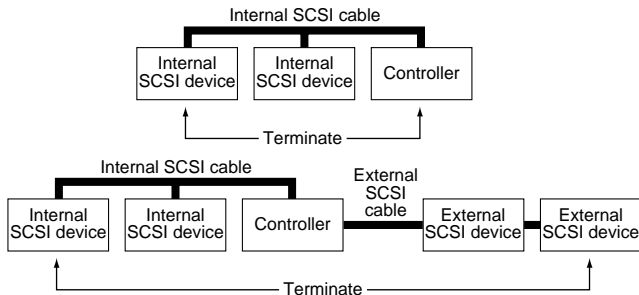 Internal SCSI cable
Internal
SCSI device
Internal
SCSI device
Controller
Terminate
Internal SCSI cable
External
SCSI
cable
Internal
SCSI device
Internal
SCSI device
Controller
External
SCSI device
External
SCSI device
Terminate